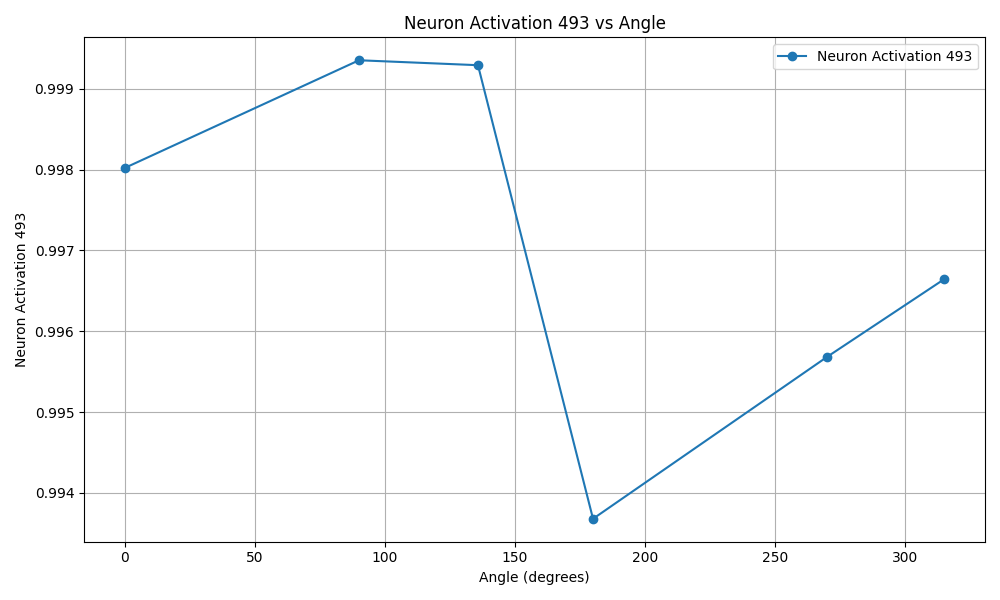 Neuron Activation 493 vs Angle
Neuron Activation 493
0.999
0.998
0.997
0.996
0.995
0.994
Neuron Activation 493
0 50 100 150 200 250 300
Angle (degrees)